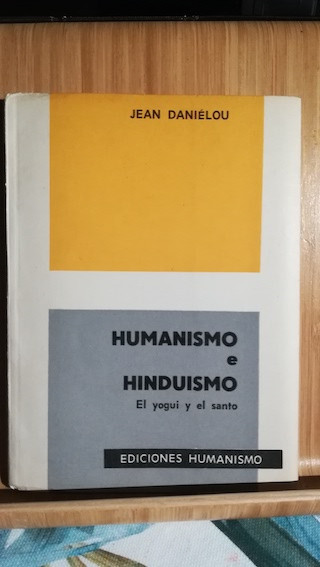 JEAN DANIÉLOU
HUMANISMO
e
HINDUISMO
El yogui y el santo
EDICIONES HUMANISMO